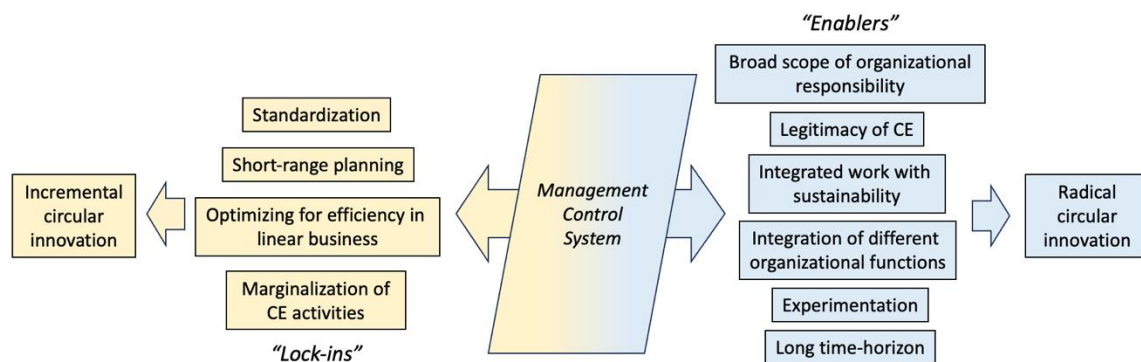 Incremental
circular
innovation
Standardization
Short-range planning
Optimizing for efficiency in
linear business
Marginalization of
CE activities
“Lock-ins”
Management
Control
System
“Enablers”
Broad scope of organizational
responsibility
Legitimacy of CE
Integrated work with
sustainability
Integration of different
organizational functions
Experimentation
Long time-horizon
Radical
circular
innovation